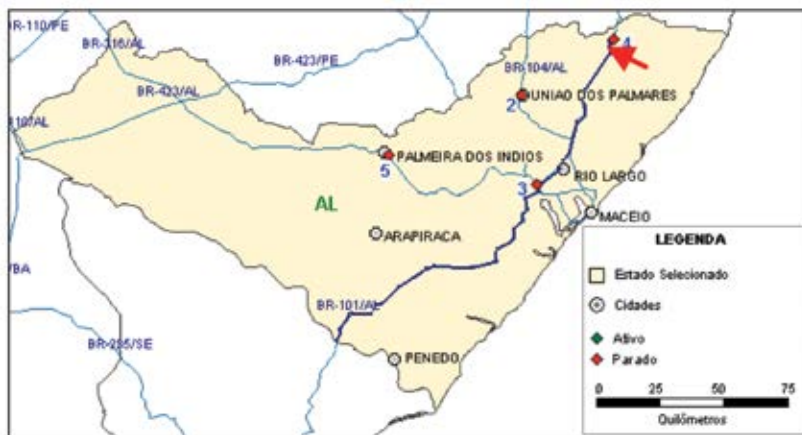 BR-110/PE
BR-316/AL
BR-423/PE
BR-423/AL
BR-104/AL
4
2
UNIAO DOS PALMARES
5
PALMEIRA DOS INDIOS
3
RIO LARGO
AL
ARAPIRACA
MACEIO
/BA
BR-101/AL
BR-235/SE
PENEDO
LEGENDA
Estado Selecionado
Cidades
Ativo
Parado
0 25 50 75
Quilômetros